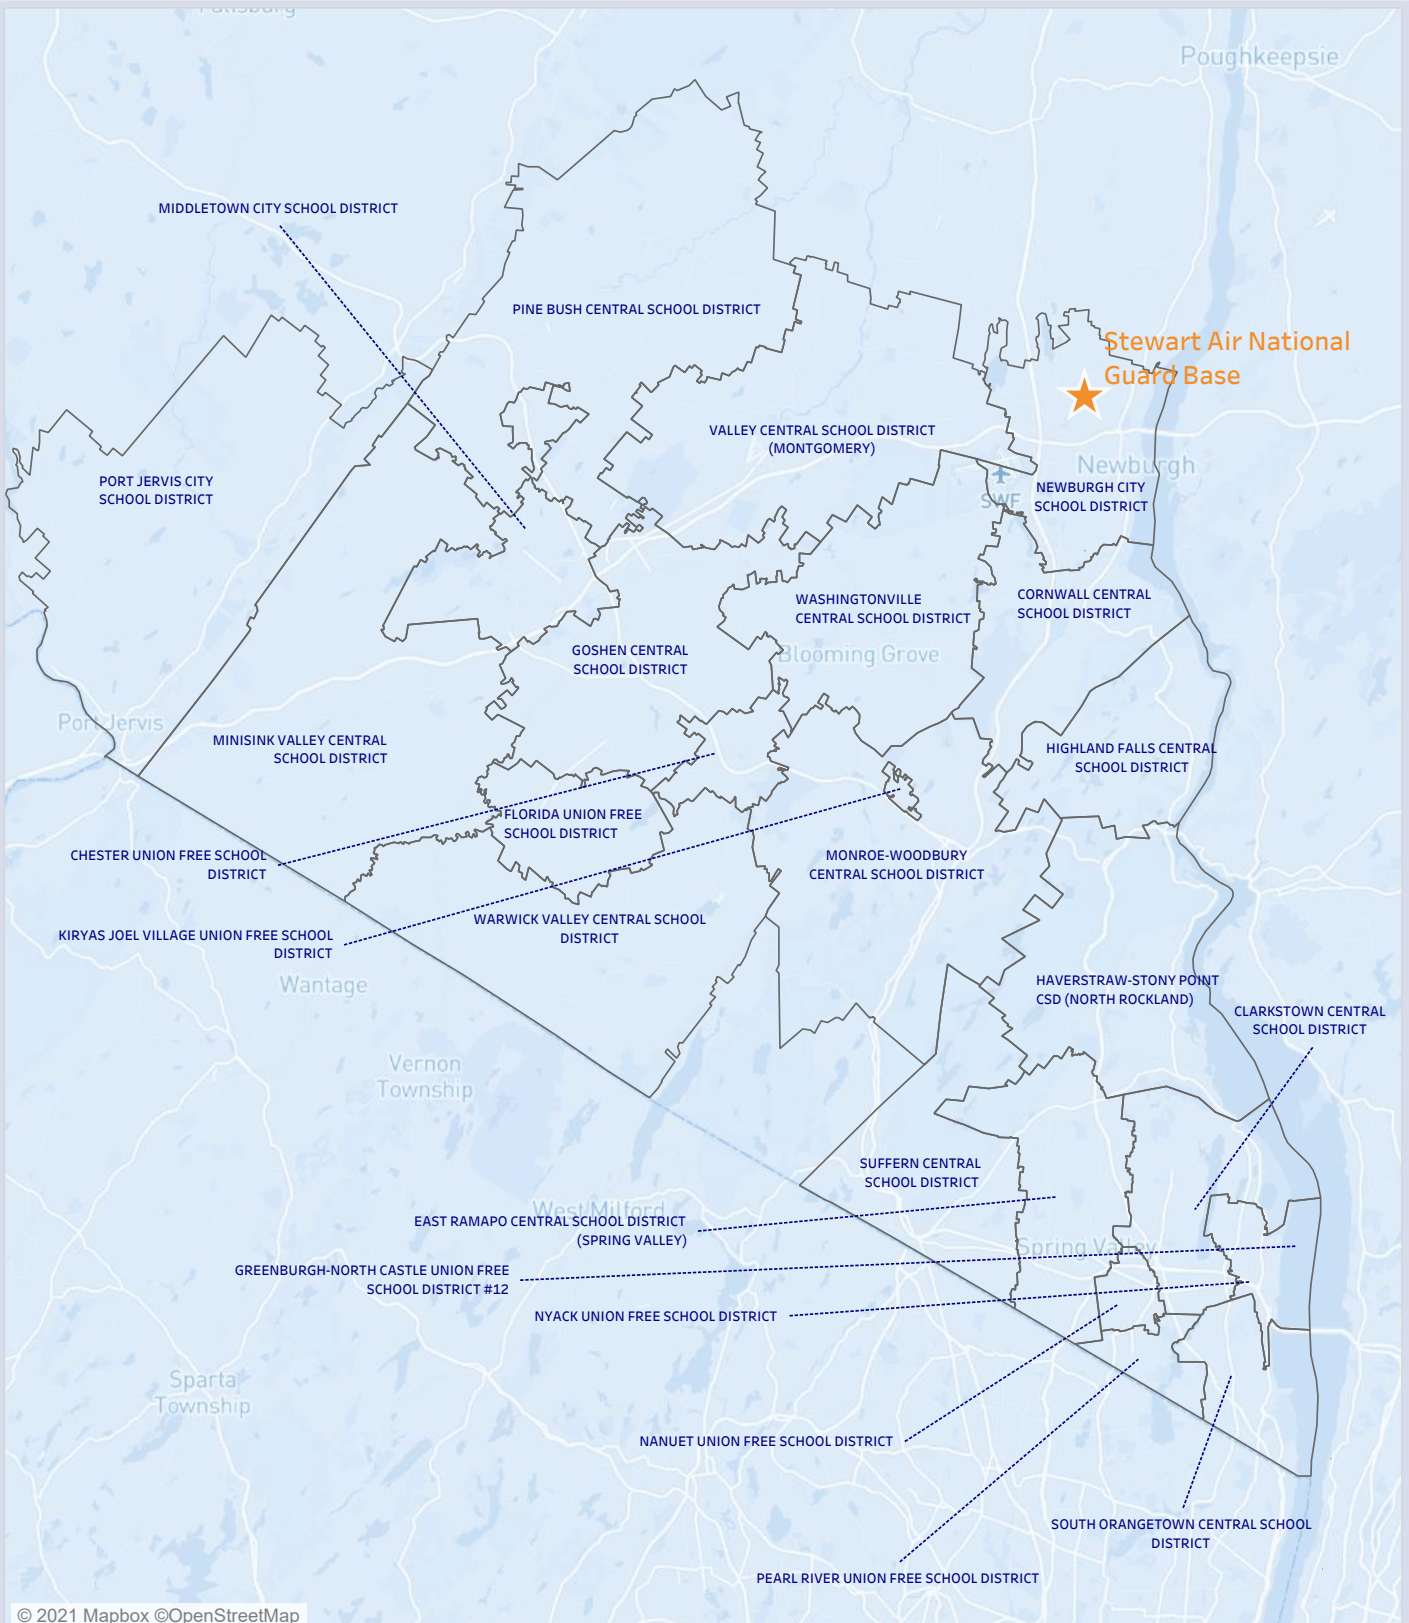 Fallsburg
Poughkeepsie
MIDDLETOWN CITY SCHOOL DISTRICT
PINE BUSH CENTRAL SCHOOL DISTRICT
Stewart Air National
Guard Base
VALLEY CENTRAL SCHOOL DISTRICT
(MONTGOMERY)
Newburgh
PORT JERVIS CITY
SCHOOL DISTRICT
SWF
NEWBURGH CITY
SCHOOL DISTRICT
WASHINGTONVILLE
CENTRAL SCHOOL DISTRICT
CORNWALL CENTRAL
SCHOOL DISTRICT
GOSHEN CENTRAL
SCHOOL DISTRICT
Blooming Grove
Port Jervis
MINISINK VALLEY CENTRAL
SCHOOL DISTRICT
HIGHLAND FALLS CENTRAL
SCHOOL DISTRICT
FLORIDA UNION FREE
SCHOOL DISTRICT
CHESTER UNION FREE SCHOOL
DISTRICT
MONROE-WOODBURY
CENTRAL SCHOOL DISTRICT
WARWICK VALLEY CENTRAL SCHOOL
DISTRICT
KIRYAS JOEL VILLAGE UNION FREE SCHOOL
DISTRICT
Wantage
HAVERSTRAW-STONY POINT
CSD (NORTH ROCKLAND)
CLARKSTOWN CENTRAL
SCHOOL DISTRICT
Vernon
Township
SUFFERN CENTRAL
SCHOOL DISTRICT
West Milford
EAST RAMAPO CENTRAL SCHOOL DISTRICT
(SPRING VALLEY)
Spring Valley
GREENBURGH-NORTH CASTLE UNION FREE
SCHOOL DISTRICT #12
NYACK UNION FREE SCHOOL DISTRICT
Sparta
Township
NANUET UNION FREE SCHOOL DISTRICT
SOUTH ORANGETOWN CENTRAL SCHOOL
DISTRICT
PEARL RIVER UNION FREE SCHOOL DISTRICT
© 2021 Mapbox ©OpenStreetMap